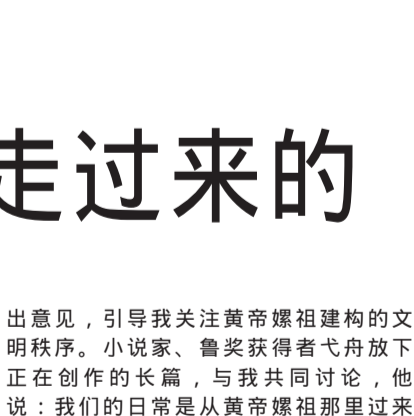 走过来的
出意见，引导我关注黄帝嫘祖建构的文
明秩序。小说家、鲁奖获得者弋舟放下
正在创作的长篇，与我共同讨论，他
说：我们的日常是从黄帝嫘祖那里过来